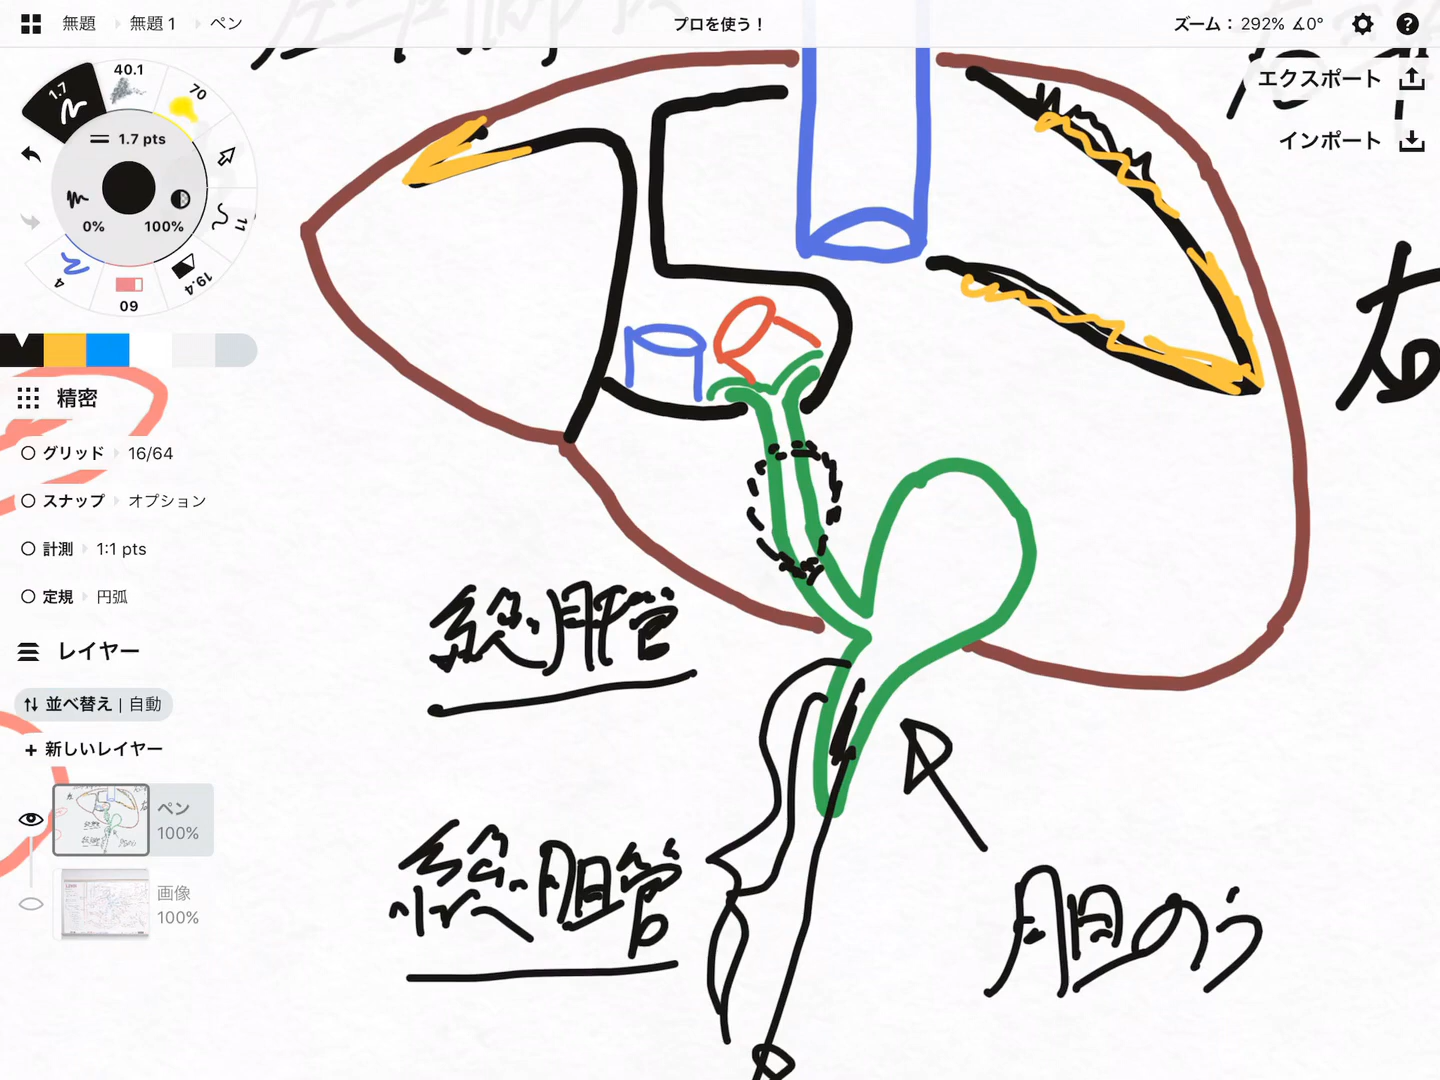 無題 無題 1 ペン
プロを使う！
ズーム： 292% ∡0°
エクスポート
インポート
1.7
40.1
70
1.7 pts
0% 100%
11
19.4
60
4
精密
グリッド 16/64
スナップ オプション
計測 1:1 pts
定規 円弧
レイヤー
並べ替え | 自動
+ 新しいレイヤー
ペン
100%
画像
100%
右
総肝管
総胆管
胆のう